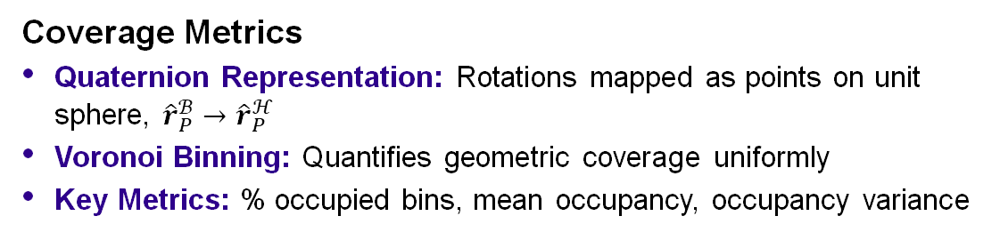 Coverage Metrics
• Quaternion Representation: Rotations mapped as points on unit
sphere, r̂_P^ℬ → r̂_P^ℋ
• Voronoi Binning: Quantifies geometric coverage uniformly
• Key Metrics: % occupied bins, mean occupancy, occupancy variance